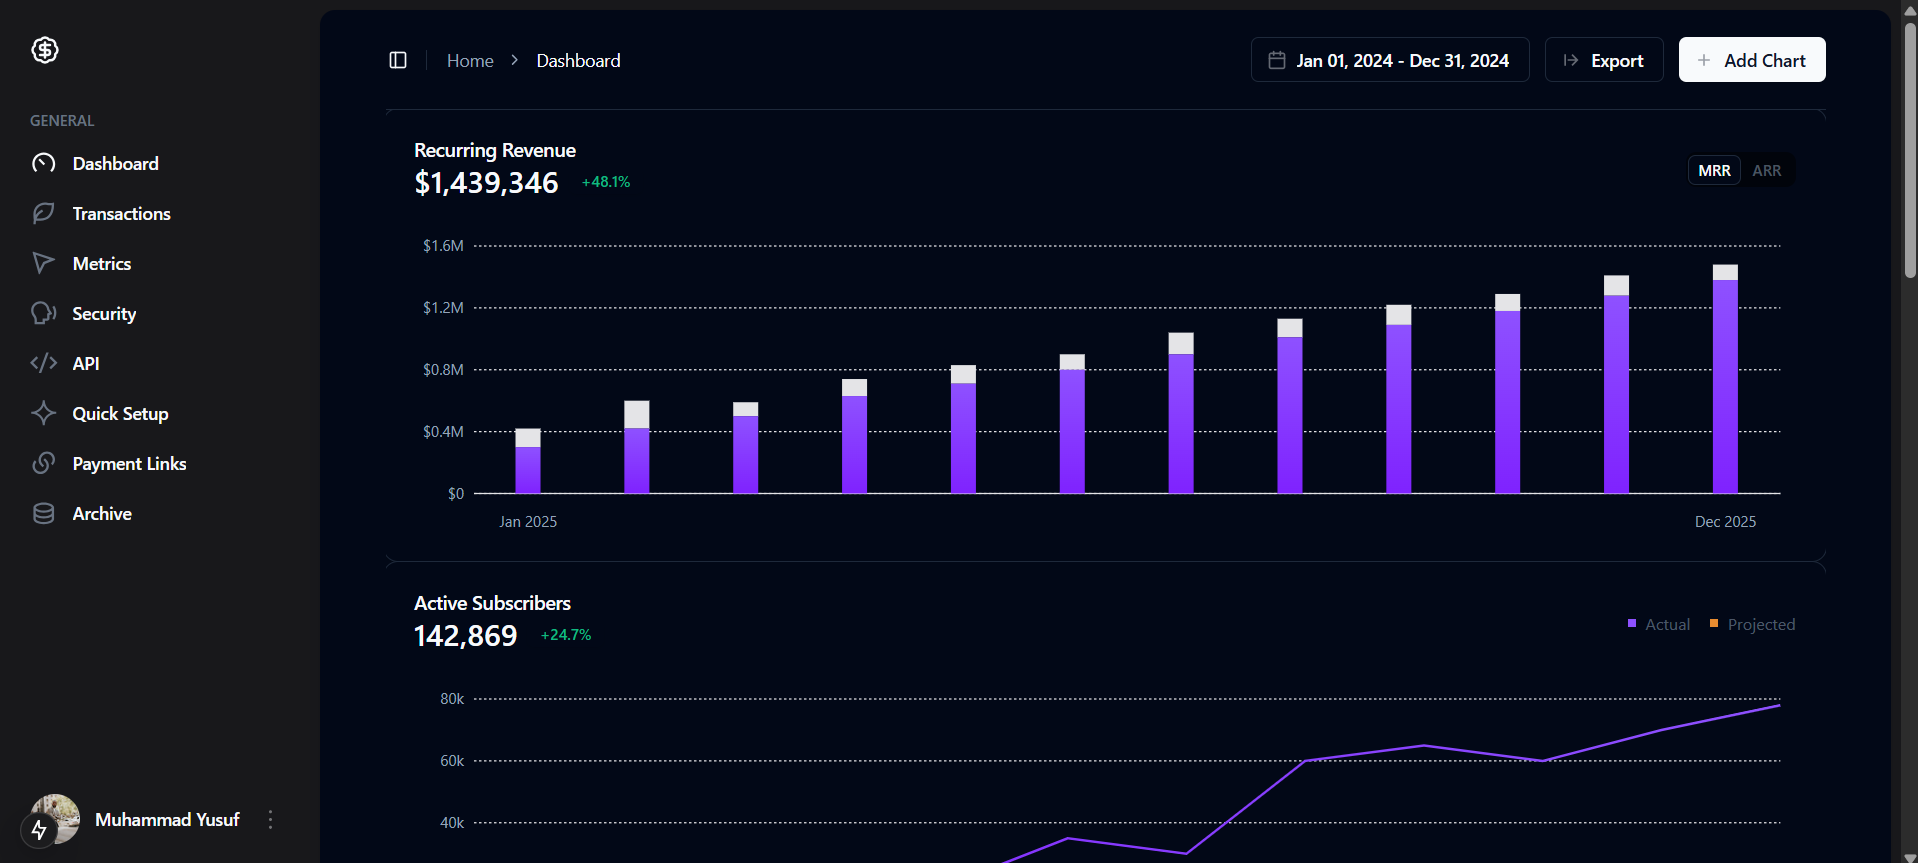 Home > Dashboard
Jan 01, 2024 - Dec 31, 2024
Export
+ Add Chart
GENERAL
Dashboard
Transactions
Metrics
Security
API
Quick Setup
Payment Links
Archive
Muhammad Yusuf
Recurring Revenue
$1,439,346 +48.1%
MRR ARR
$1.6M
$1.2M
$0.8M
$0.4M
$0
Jan 2025 Dec 2025
Active Subscribers
142,869 +24.7%
Actual Projected
80k
60k
40k